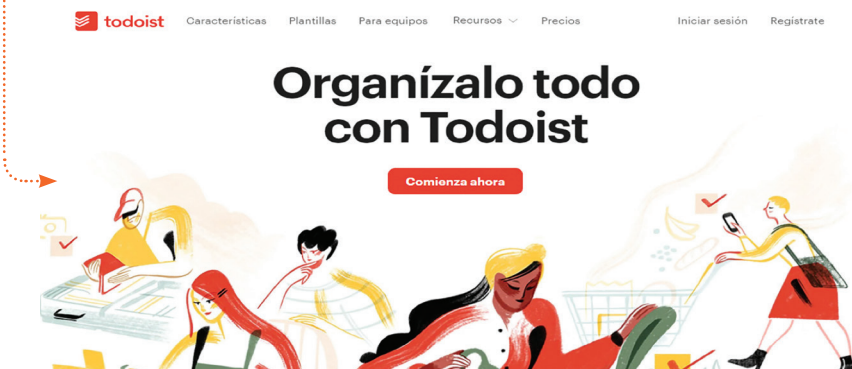 todoist Características Plantillas Para equipos Recursos Precios Iniciar sesión Regístrate
Organízalo todo
con Todoist
Comienza ahora